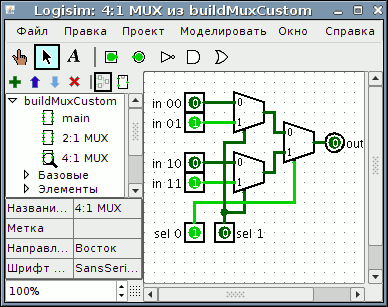 Logisim: 4:1 MUX из buildMuxCustom
Файл Правка Проект Моделировать Окно Справка
A
buildMuxCustom
main
2:1 MUX
4:1 MUX
Базовые
Элементы
Названи... 4:1 MUX
Метка
Направл... Восток
Шрифт ... SansSeri...
100%
in 00 0 0
in 01 1 1
0
1
0 out
in 10 0 0
in 11 1 1
sel 0 1 0 sel 1